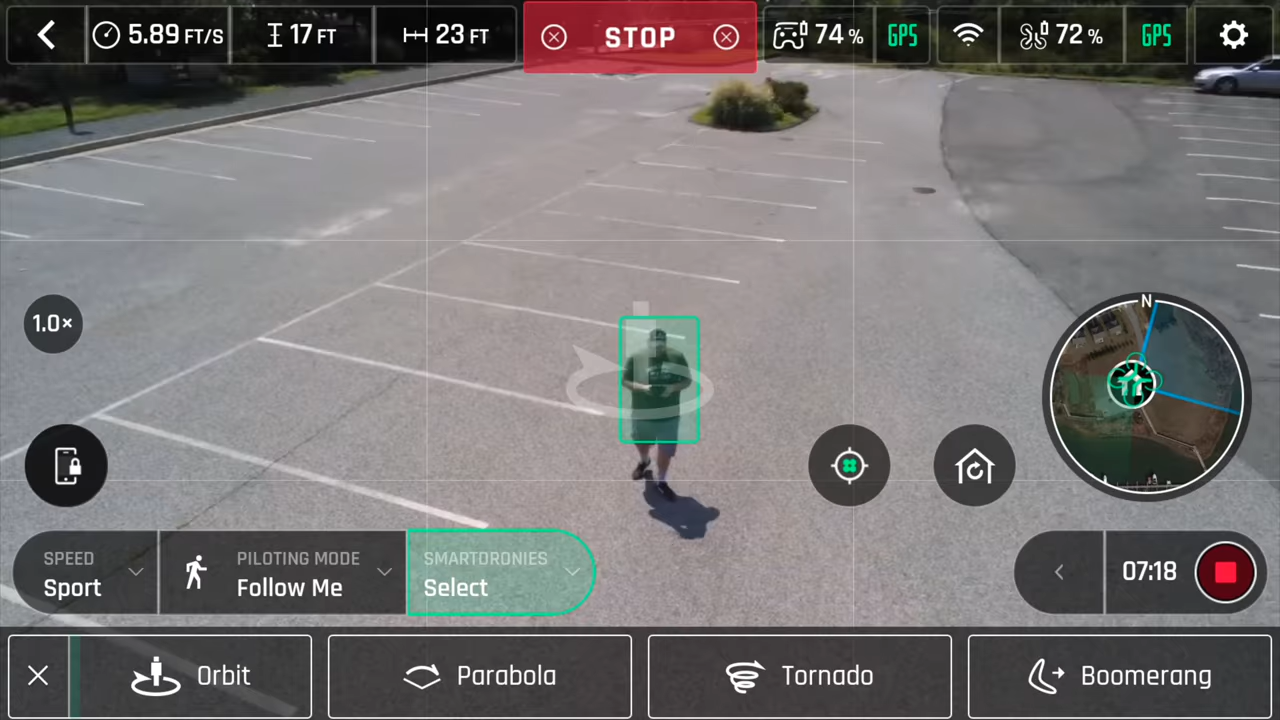 5.89 FT/S
17 FT
23 FT
STOP
74 %
GPS
72 %
GPS
N
1.0×
SPEED
Sport
PILOTING MODE
Follow Me
SMARTDRONIES
Select
07:18
Orbit
Parabola
Tornado
Boomerang